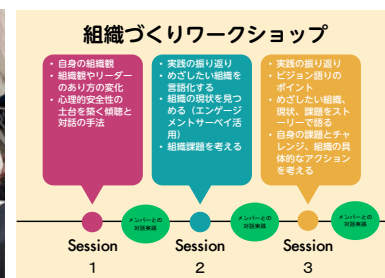 組織づくりワークショップ
• 自身の組織観
• 組織観やリーダー
のあり方の変化
• 心理的安全性の
土台を築く傾聴と
対話の手法
• 実践の振り返り
• めざしたい組織を
言語化する
• 組織の現状を見つ
める（エンゲージ
メントサーベイ活
用）
• 組織課題を考える
• 実践の振り返り
• ビジョン語りの
ポイント
• めざしたい組織、
現状、課題をスト
ーリーで語る
• 自身の課題とチャ
レンジ、組織の具
体的なアクション
を考える
メンバーとの
対話実践
メンバーとの
対話実践
メンバーとの
対話実践
Session
1
Session
2
Session
3